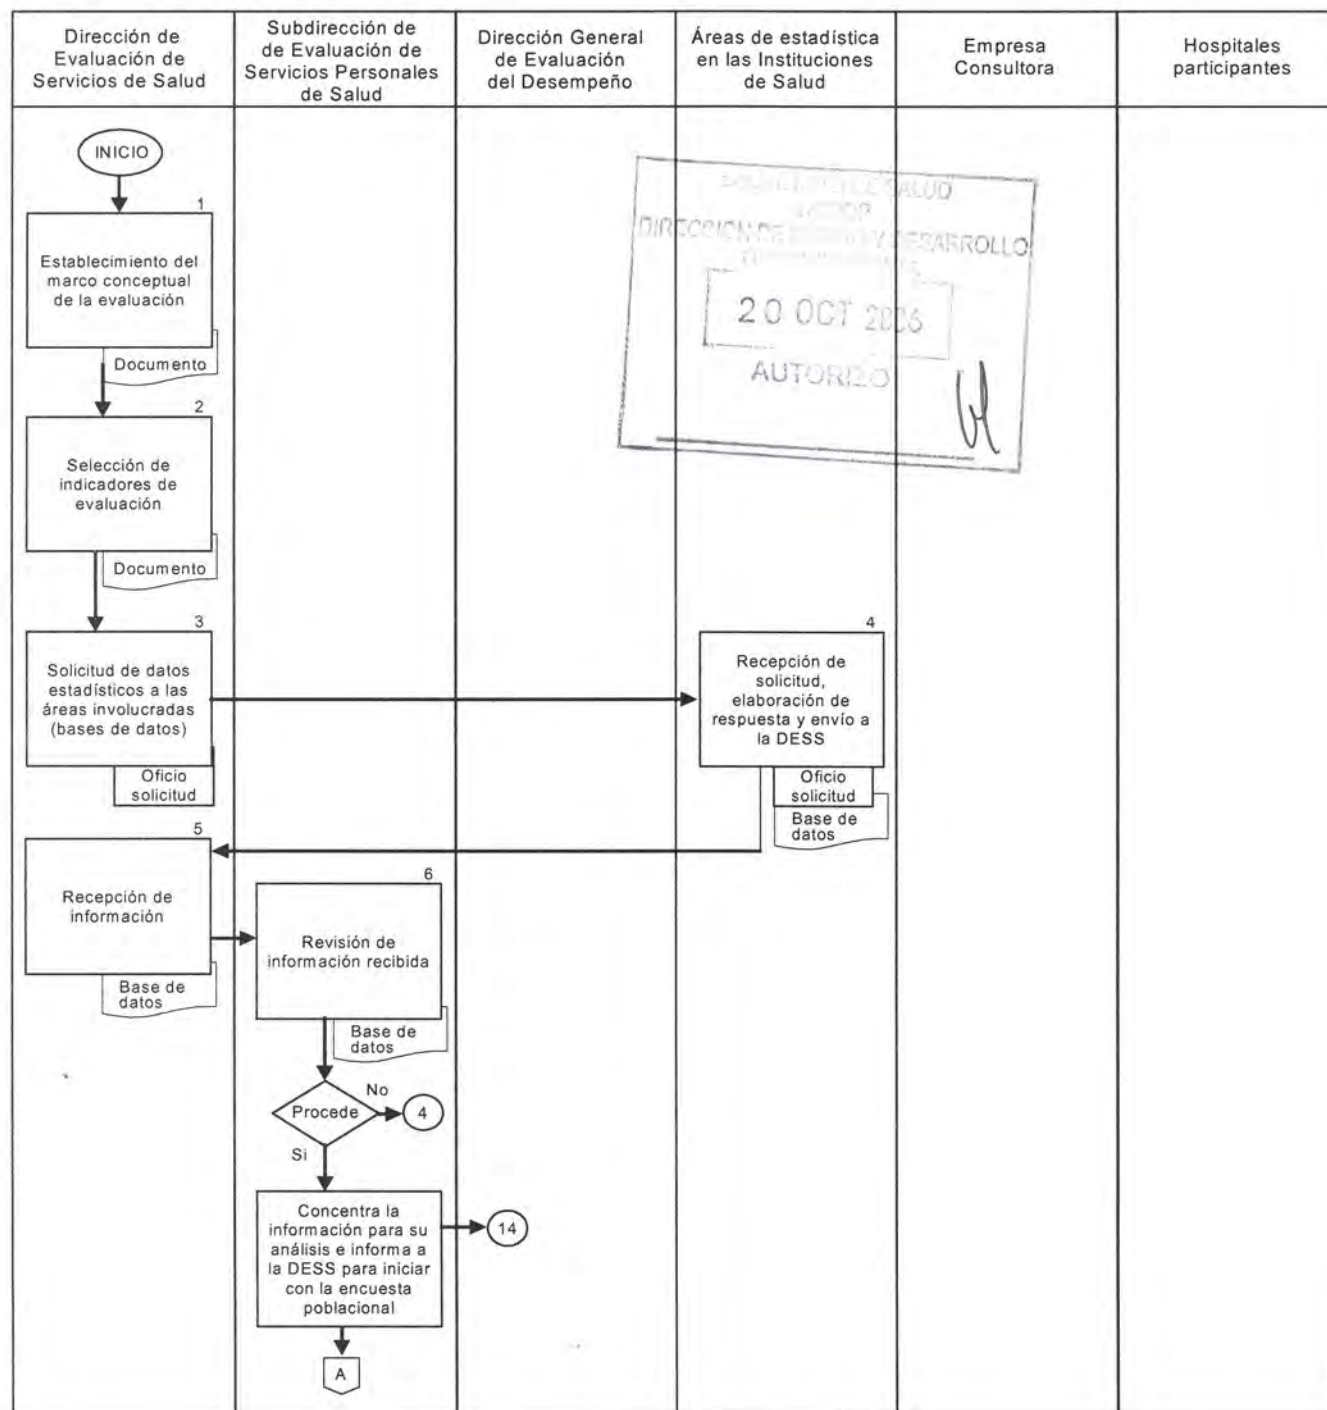 Dirección de
Evaluación de
Servicios de Salud
Subdirección de
de Evaluación de
Servicios Personales
de Salud
Dirección General
de Evaluación
del Desempeño
Áreas de estadística
en las Instituciones
de Salud
Empresa
Consultora
Hospitales
participantes
INICIO
1
Establecimiento del
marco conceptual
de la evaluación
Documento
2
Selección de
indicadores de
evaluación
Documento
3
Solicitud de datos
estadísticos a las
áreas involucradas
(bases de datos)
Oficio
solicitud
4
Recepción de
solicitud,
elaboración de
respuesta y envío a
la DESS
Oficio
solicitud
Base de
datos
5
Recepción de
información
Base de
datos
6
Revisión de
información recibida
Base de
datos
Procede
No
4
Si
Concentra la
información para su
análisis e informa a
la DESS para iniciar
con la encuesta
poblacional
14
A
SALUD
DIRECCION DE Y DESARROLLO
20 OCT 2006
AUTORIZO